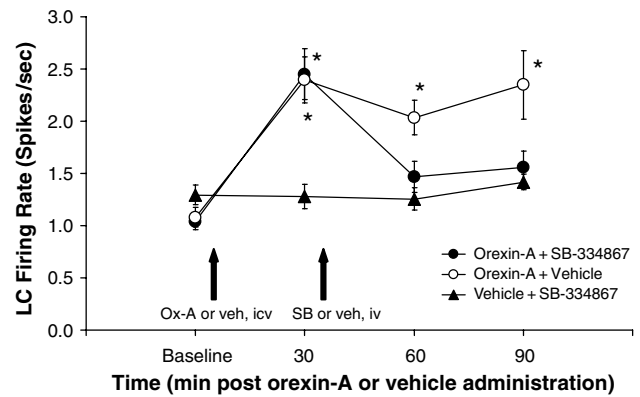 3.0
2.5
2.0
1.5
1.0
0.5
0.0
LC Firing Rate (Spikes/sec)
*
*
*
*
Orexin-A + SB-334867
Orexin-A + Vehicle
Vehicle + SB-334867
Ox-A or veh, icv
SB or veh, iv
Baseline
30
60
90
Time (min post orexin-A or vehicle administration)